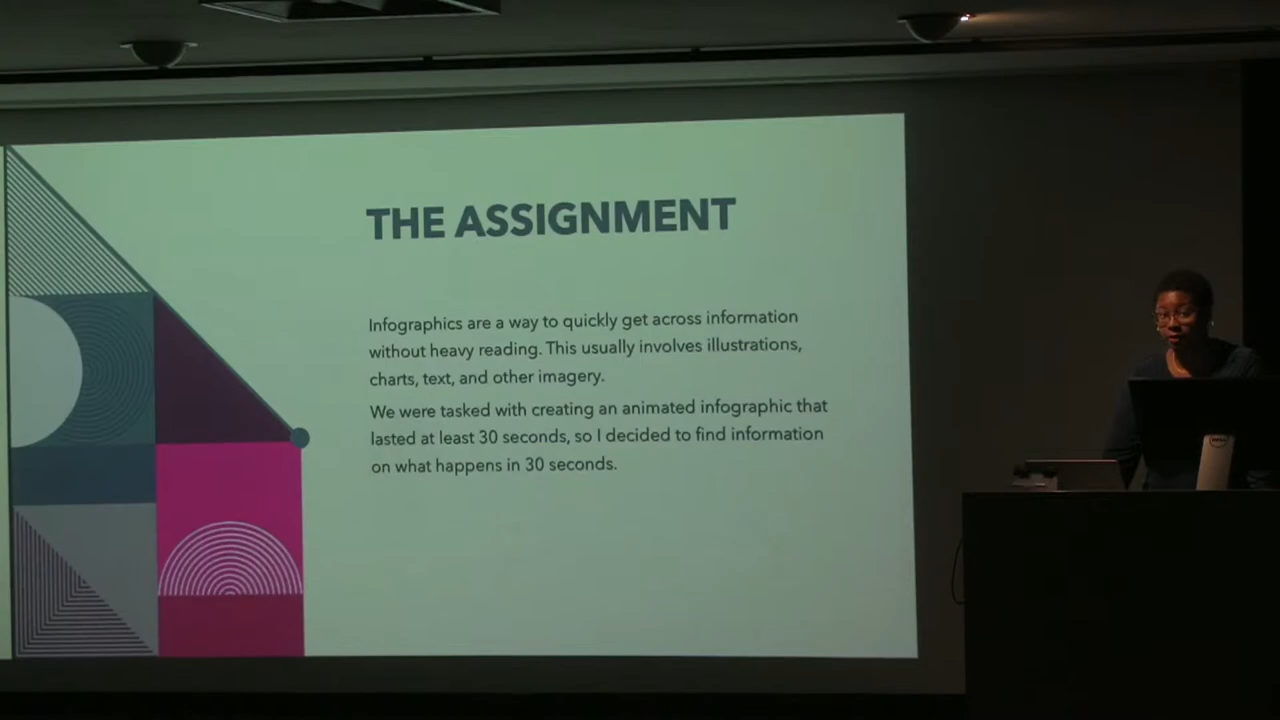 THE ASSIGNMENT
Infographics are a way to quickly get across information
without heavy reading. This usually involves illustrations,
charts, text, and other imagery.
We were tasked with creating an animated infographic that
lasted at least 30 seconds, so I decided to find information
on what happens in 30 seconds.
DELL